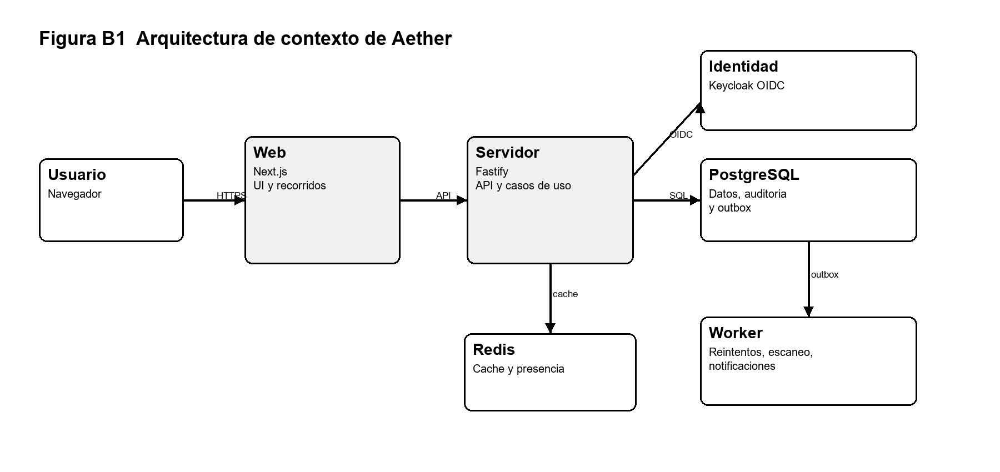 Figura B1  Arquitectura de contexto de Aether
Identidad
Keycloak OIDC
OIDC
Usuario
Navegador
HTTPS
Web
Next.js
UI y recorridos
API
Servidor
Fastify
API y casos de uso
SQL
PostgreSQL
Datos, auditoria
y outbox
cache
outbox
Redis
Cache y presencia
Worker
Reintentos, escaneo,
notificaciones